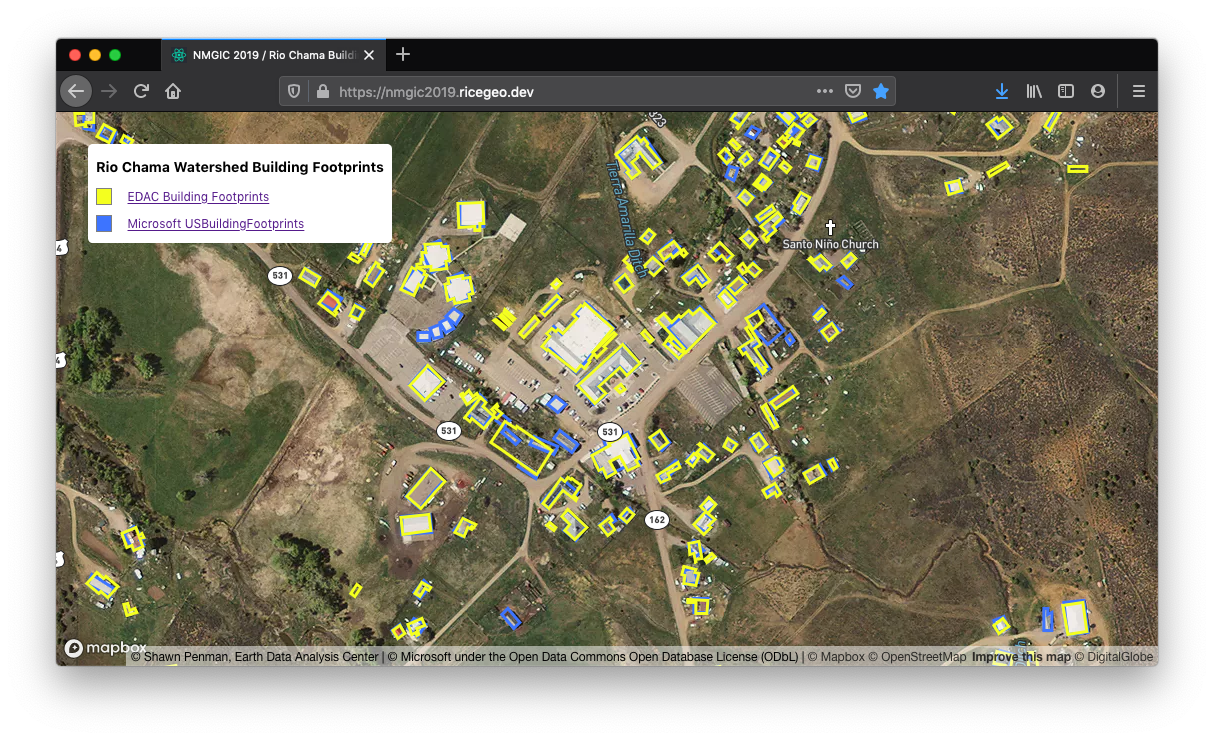 NMGIC 2019 / Rio Chama Buildi
https://nmgic2019.ricegeo.dev
Rio Chama Watershed Building Footprints
EDAC Building Footprints
Microsoft USBuildingFootprints
323
Tierra Amarilla Ditch
Santo Niño Church
4
531
4
531
531
162
mapbox
© Shawn Penman, Earth Data Analysis Center | © Microsoft under the Open Data Commons Open Database License (ODbL) | © Mapbox © OpenStreetMap Improve this map © DigitalGlobe